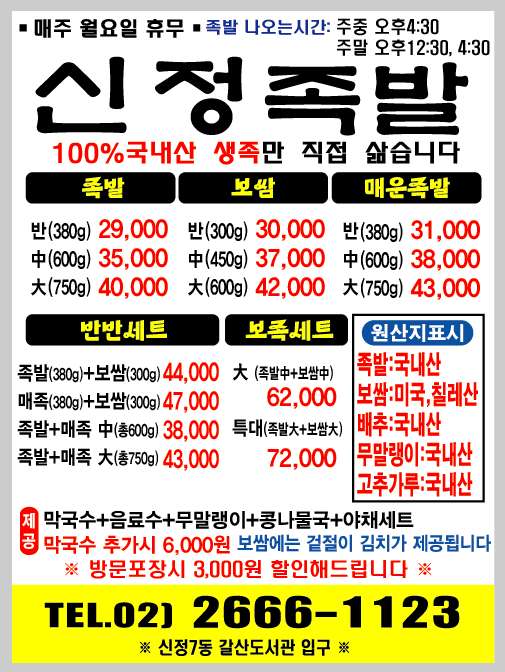 ▪ 매주 월요일 휴무 ▪ 족발 나오는시간: 주중 오후4:30
주말 오후12:30, 4:30
신정족발
100%국내산 생족만 직접 삶습니다
족발
반(380g) 29,000
中(600g) 35,000
大(750g) 40,000
보쌈
반(300g) 30,000
中(450g) 37,000
大(600g) 42,000
매운족발
반(380g) 31,000
中(600g) 38,000
大(750g) 43,000
반반세트
족발(380g)+보쌈(300g) 44,000
매족(380g)+보쌈(300g) 47,000
족발+매족 中(총600g) 38,000
족발+매족 大(총750g) 43,000
보족세트
大 (족발中+보쌈中)
62,000
특대(족발大+보쌈大)
72,000
원산지표시
족발:국내산
보쌈:미국,칠레산
배추:국내산
무말랭이:국내산
고추가루:국내산
제공 막국수+음료수+무말랭이+콩나물국+야채세트
막국수 추가시 6,000원 보쌈에는 겉절이 김치가 제공됩니다
※ 방문포장시 3,000원 할인해드립니다 ※
TEL.02) 2666-1123
※ 신정7동 갈산도서관 입구 ※